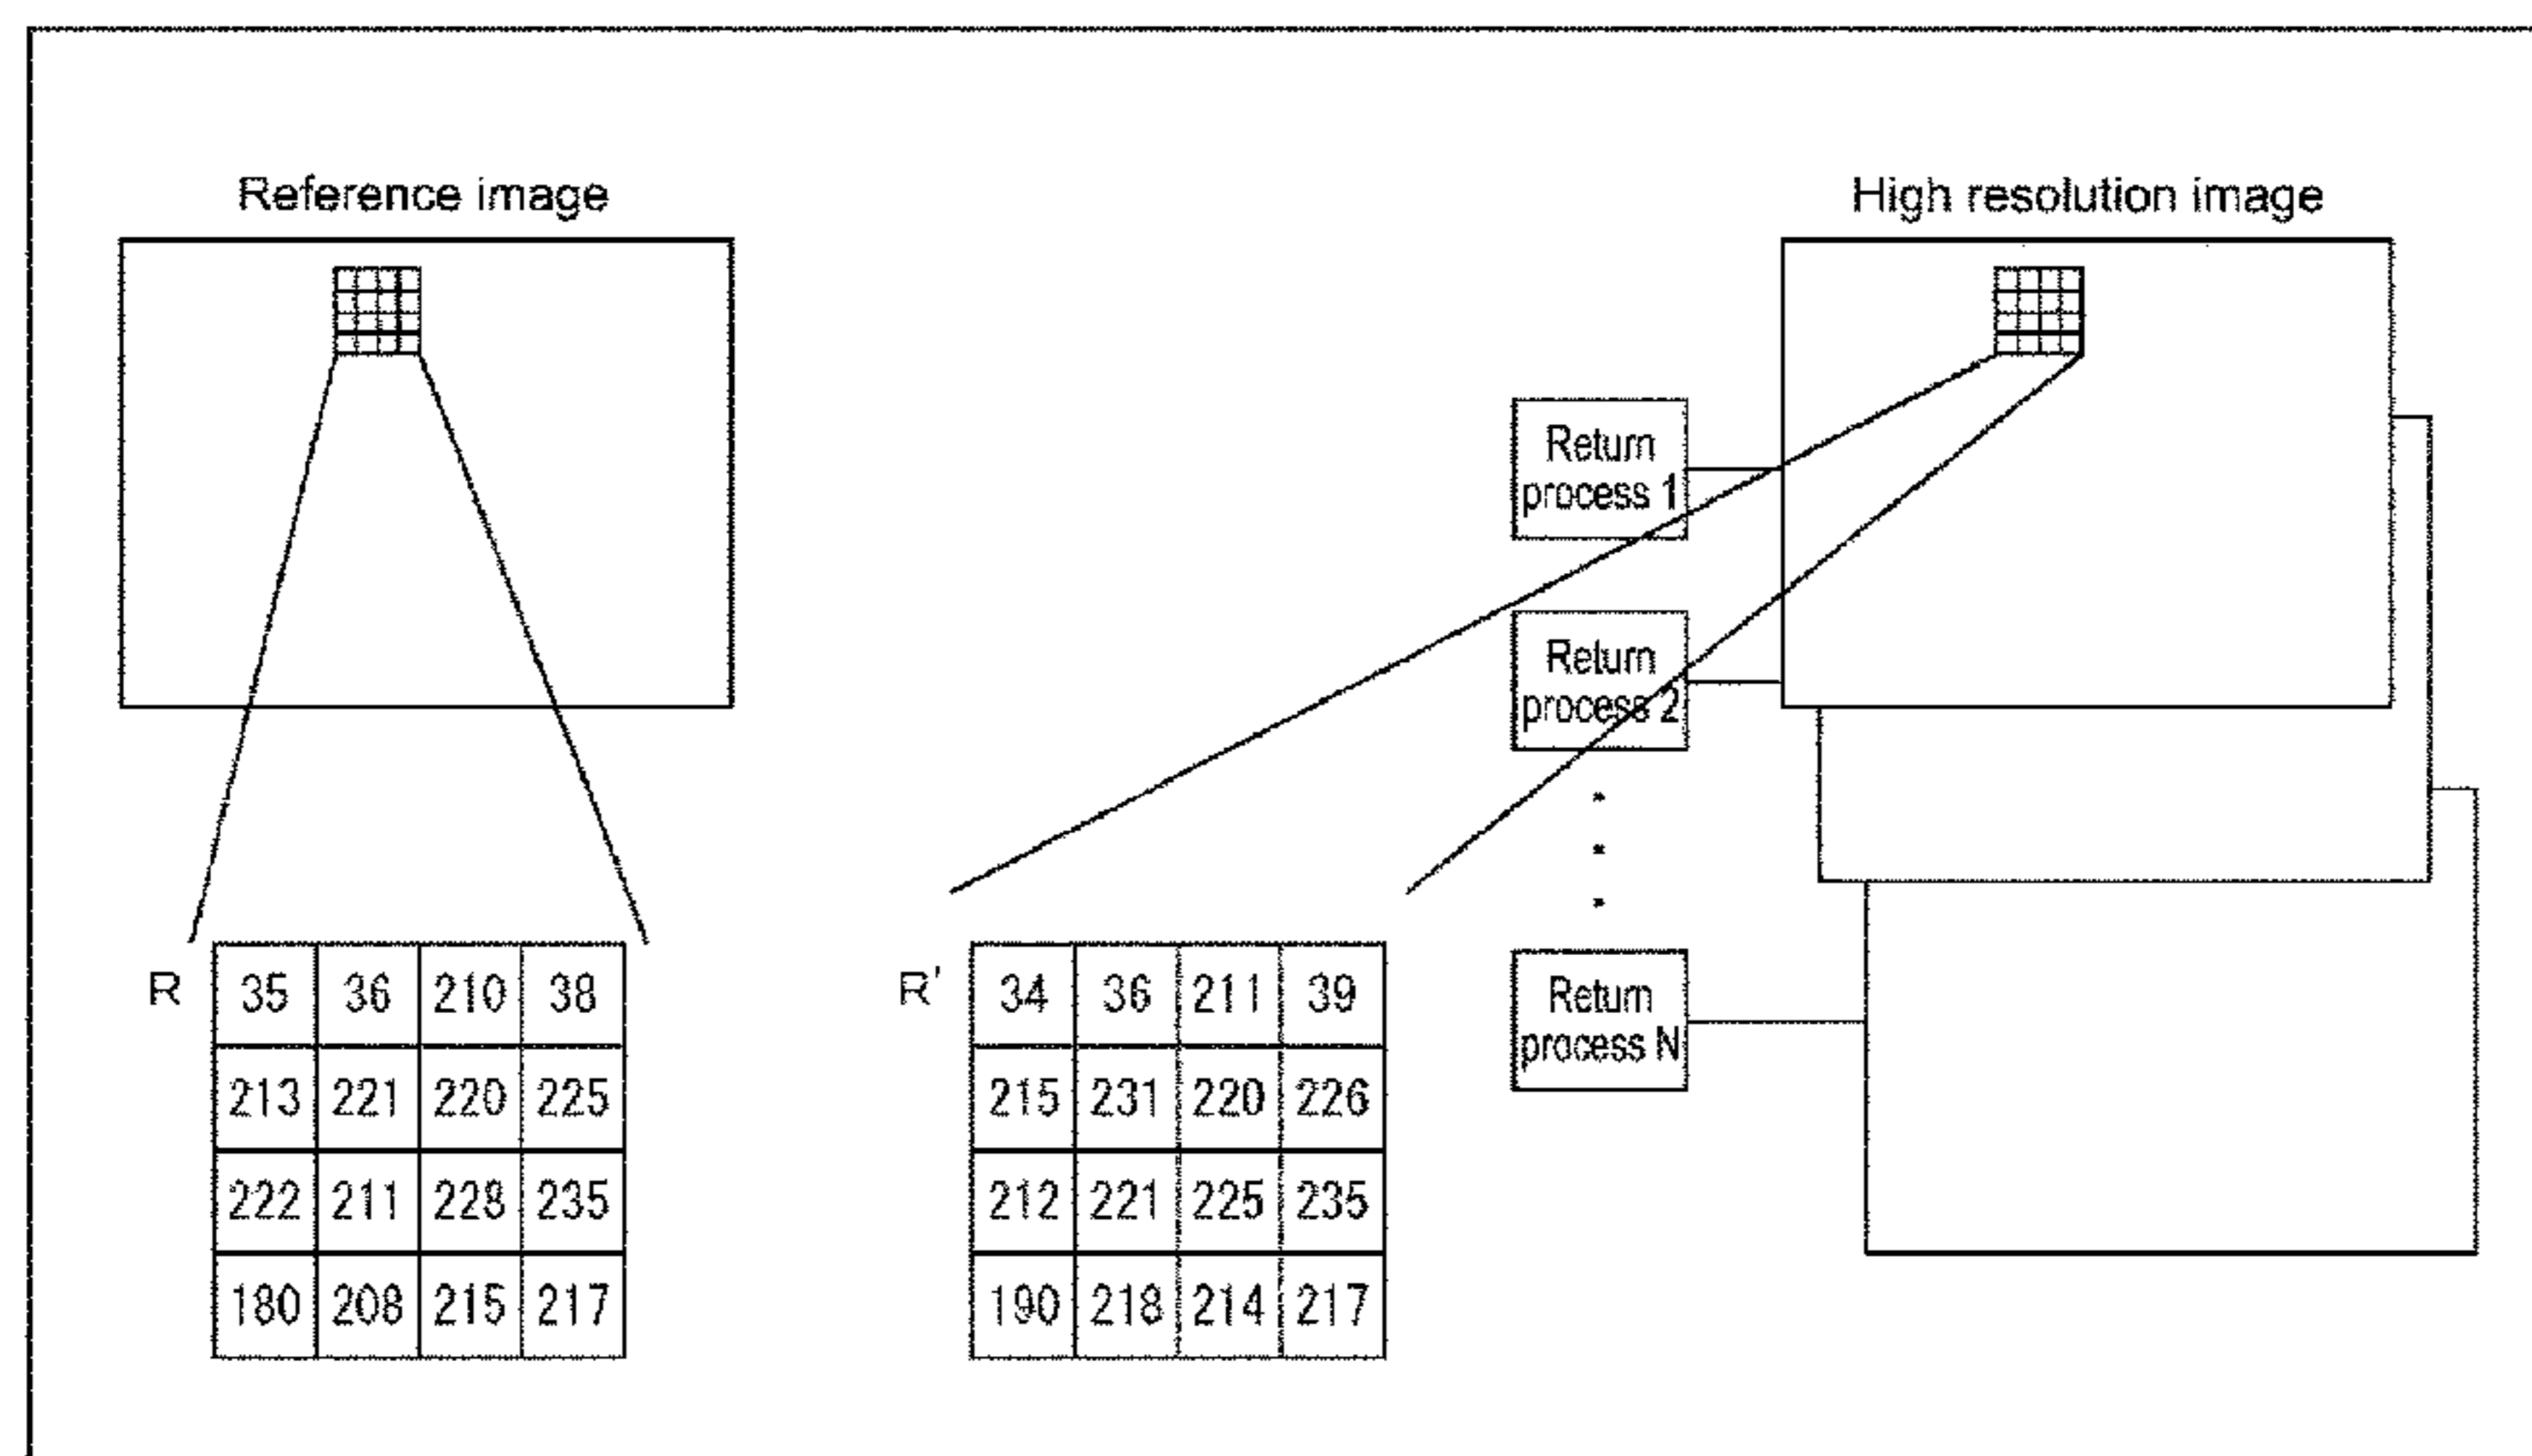 Reference image
High resolution image
Return
process 1
Return
process 2
Return
process N
R
35 36 210 38
213 221 220 225
222 211 228 235
180 208 215 217
R'
34 36 211 39
215 231 220 226
212 221 225 235
190 218 214 217